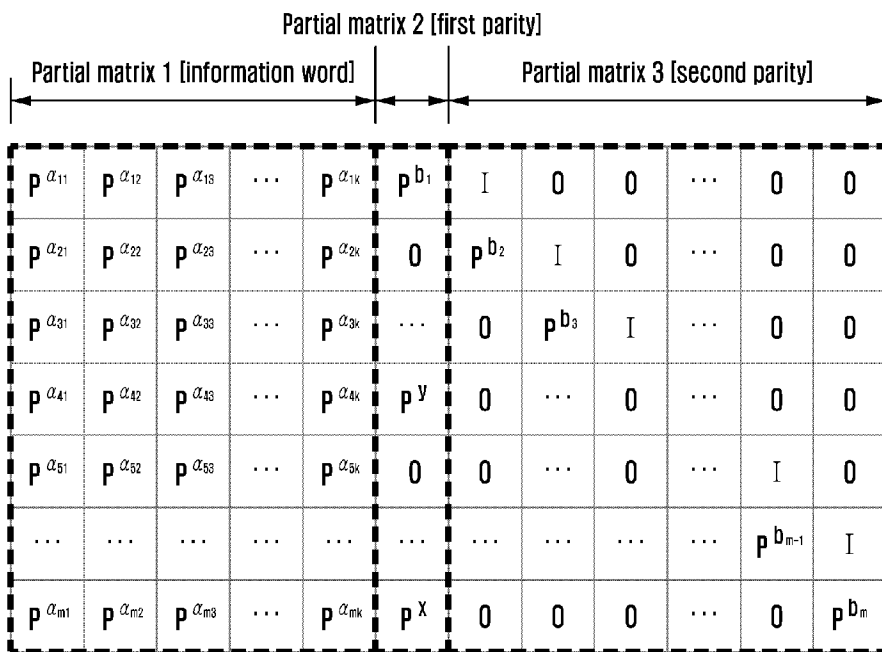 Partial matrix 2 [first parity]
Partial matrix 1 [information word] Partial matrix 3 [second parity]
P^α₁₁ P^α₁₂ P^α₁₃ ··· P^α₁ₖ P^b₁ I 0 0 ··· 0 0
P^α₂₁ P^α₂₂ P^α₂₃ ··· P^α₂ₖ 0 P^b₂ I 0 ··· 0 0
P^α₃₁ P^α₃₂ P^α₃₃ ··· P^α₃ₖ ··· 0 P^b₃ I ··· 0 0
P^α₄₁ P^α₄₂ P^α₄₃ ··· P^α₄ₖ P^y 0 ··· 0 ··· 0 0
P^α₅₁ P^α₅₂ P^α₅₃ ··· P^α₅ₖ 0 0 ··· 0 ··· I 0
··· ··· ··· ··· ··· ··· ··· ··· ··· ··· P^bₘ₋₁ I
P^αₘ₁ P^αₘ₂ P^αₘ₃ ··· P^αₘₖ P^x 0 0 0 ··· 0 P^bₘ